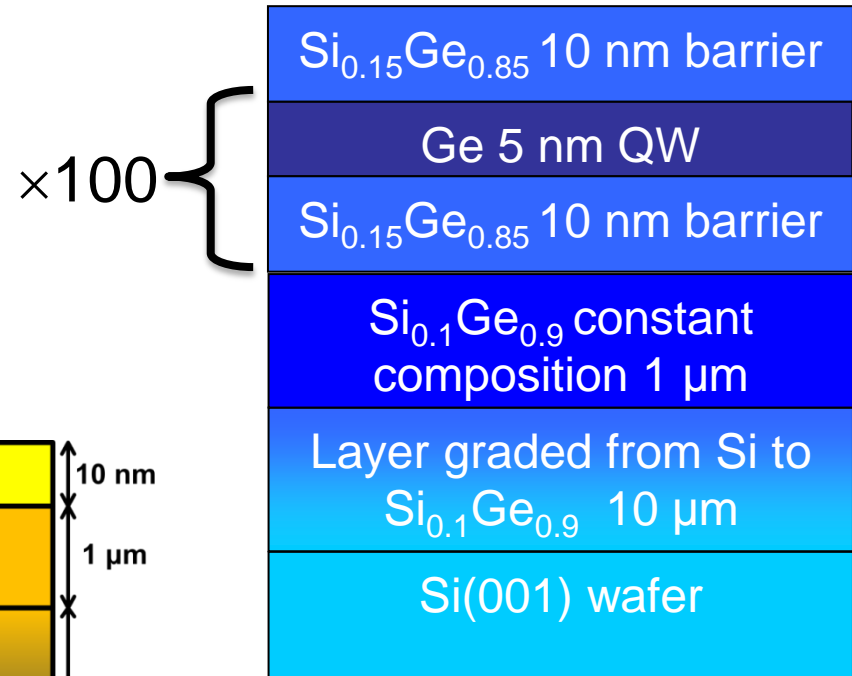 Si₀.₁₅Ge₀.₈₅ 10 nm barrier
×100
Ge 5 nm QW
Si₀.₁₅Ge₀.₈₅ 10 nm barrier
Si₀.₁Ge₀.₉ constant
composition 1 µm
Layer graded from Si to
Si₀.₁Ge₀.₉ 10 µm
Si(001) wafer
10 nm
1 µm